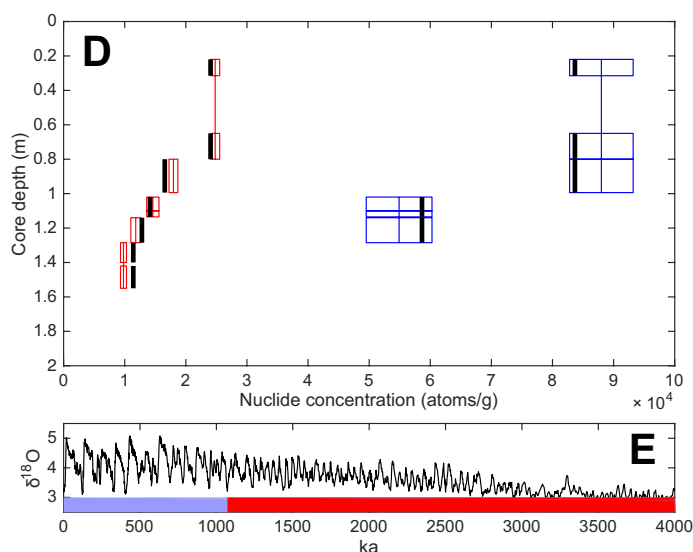 D
Core depth (m)
0
0.2
0.4
0.6
0.8
1
1.2
1.4
1.6
1.8
2
0 1 2 3 4 5 6 7 8 9 10
Nuclide concentration (atoms/g) × 10⁴
E
δ¹⁸O
5
4
3
0 500 1000 1500 2000 2500 3000 3500 4000
ka